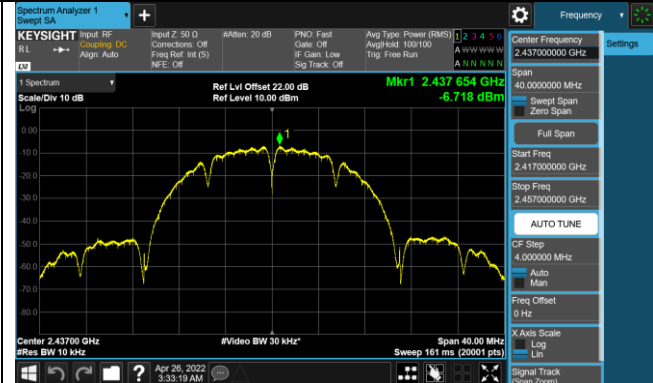 Spectrum Analyzer 1
Swept SA
+
Frequency
KEYSIGHT
RL
Input: RF
Coupling: DC
Align: Auto
Input Z: 50 Ω
Corrections: Off
Freq Ref: Int (S)
NFE: Off
#Atten: 20 dB
PNO: Fast
Gate: Off
IF Gain: Low
Sig Track: Off
Avg Type: Power (RMS)
Avg|Hold: 100/100
Trig: Free Run
1 2 3 4 5 6
A W W W W W
A N N N N N
LXI
1 Spectrum
Scale/Div 10 dB
Log
Ref Lvl Offset 22.00 dB
Ref Level 10.00 dBm
Mkr1 2.437 654 GHz
-6.718 dBm
1
0.00
-10.0
-20.0
-30.0
-40.0
-50.0
-60.0
-70.0
-80.0
Center 2.43700 GHz
#Res BW 10 kHz
#Video BW 30 kHz*
Span 40.00 MHz
Sweep 161 ms (20001 pts)
?
Apr 26, 2022
3:33:19 AM
Settings
Center Frequency
2.437000000 GHz
Span
40.0000000 MHz
Swept Span
Zero Span
Full Span
Start Freq
2.417000000 GHz
Stop Freq
2.457000000 GHz
AUTO TUNE
CF Step
4.000000 MHz
Auto
Man
Freq Offset
0 Hz
X Axis Scale
Log
Lin
Signal Track
(Span Zoom)